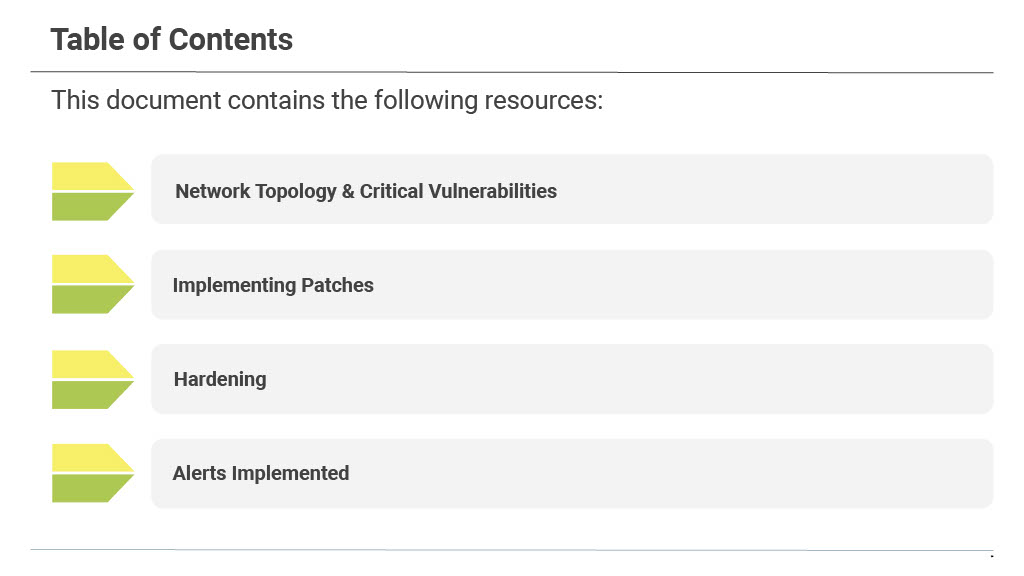 Table of Contents
This document contains the following resources:
Network Topology & Critical Vulnerabilities
Implementing Patches
Hardening
Alerts Implemented